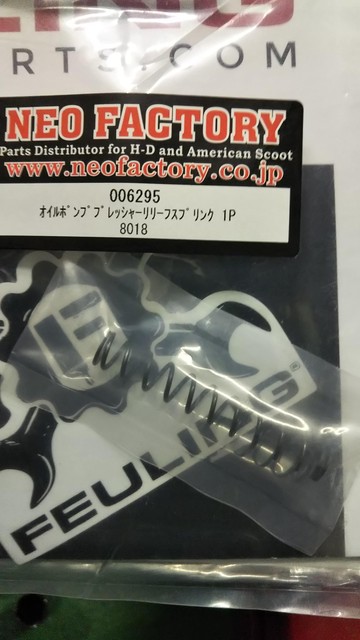 RTS.COM
NEO FACTORY
Parts Distributor for H-D and American Scoot
www.neofactory.co.jp
006295
ｵｲﾙﾎﾟﾝﾌﾟプレッシャーリリーフスプリンク 1P
8018
FEULING®